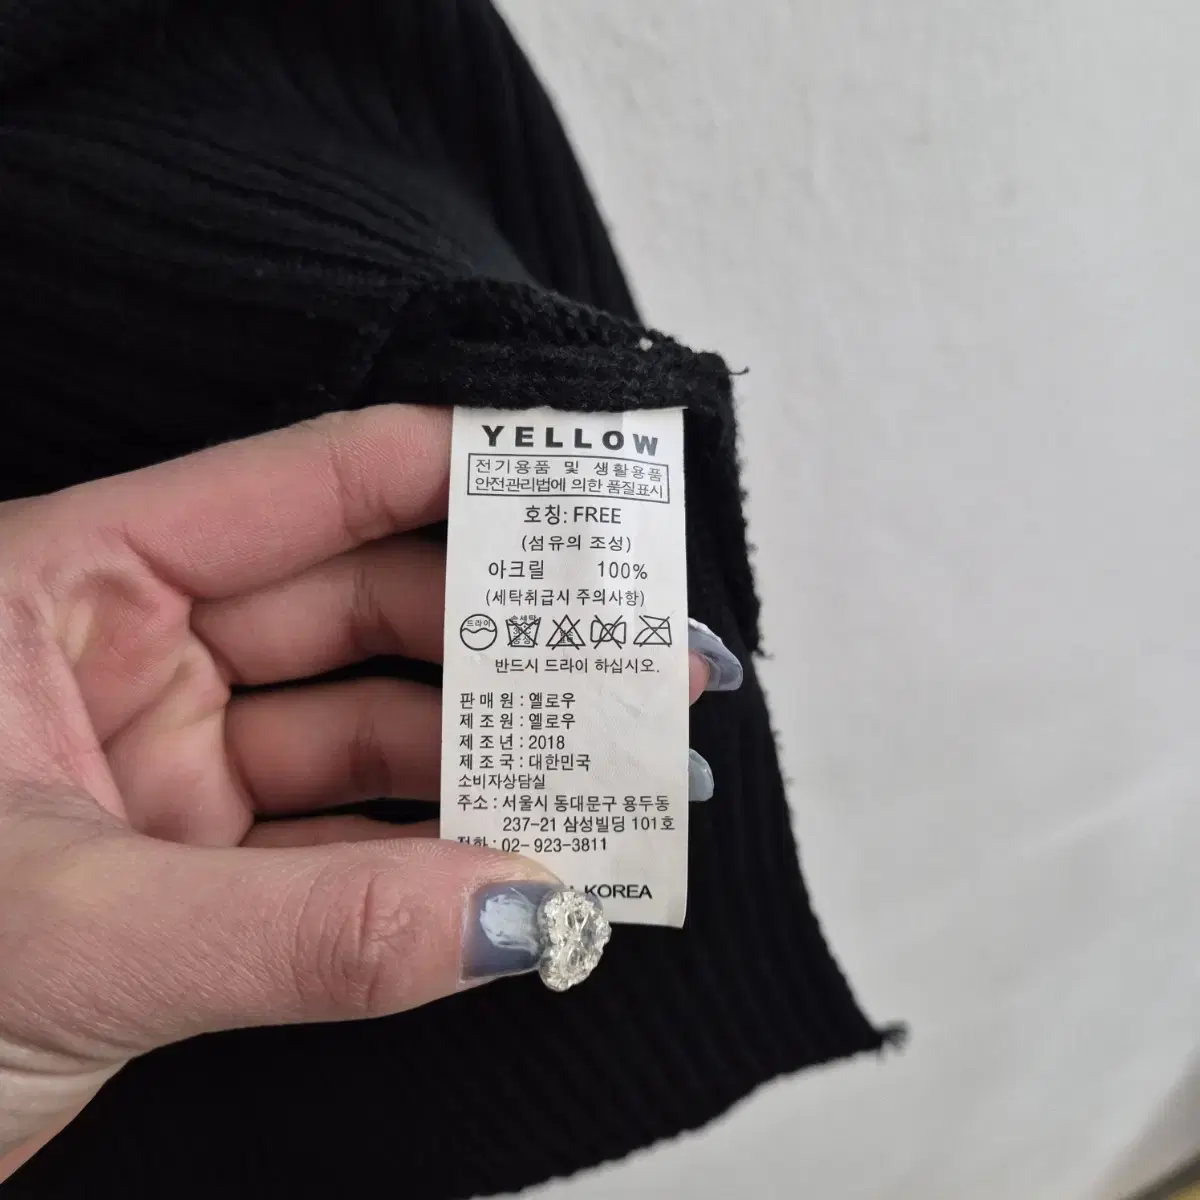 YELLOW
전기용품 및 생활용품
안전관리법에 의한 품질표시
호칭: FREE
(섬유의 조성)
아크릴 100%
(세탁취급시 주의사항)
드라이
반드시 드라이 하십시오.
판 매 원 : 옐로우
제 조 원 : 옐로우
제 조 년 : 2018
제 조 국 : 대한민국
소비자상담실
주소 : 서울시 동대문구 용두동
237-21 삼성빌딩 101호
전화 : 02- 923-3811
KOREA